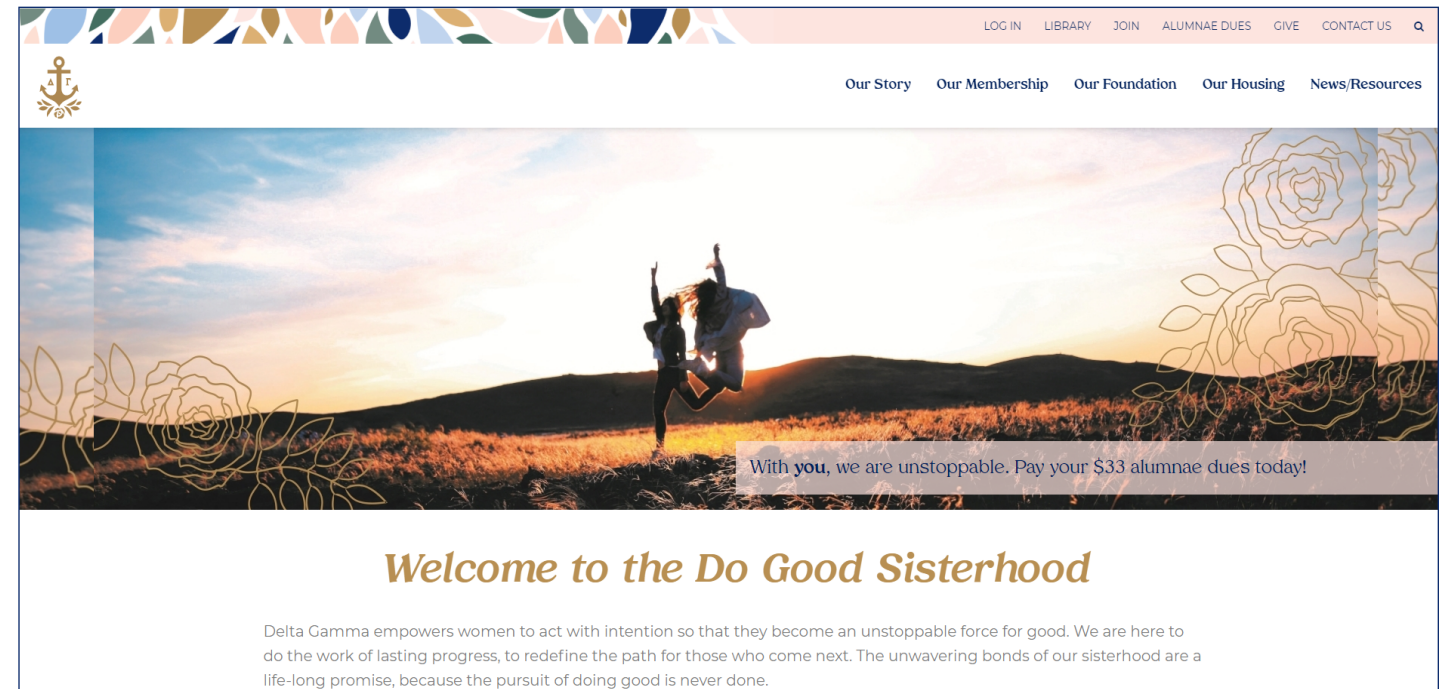 LOG IN LIBRARY JOIN ALUMNAE DUES GIVE CONTACT US
Δ Γ
Our Story Our Membership Our Foundation Our Housing News/Resources
With you, we are unstoppable. Pay your $33 alumnae dues today!
Welcome to the Do Good Sisterhood
Delta Gamma empowers women to act with intention so that they become an unstoppable force for good. We are here to
do the work of lasting progress, to redefine the path for those who come next. The unwavering bonds of our sisterhood are a
life-long promise, because the pursuit of doing good is never done.